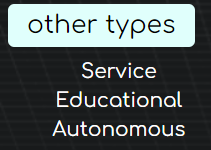 other types
Service
Educational
Autonomous